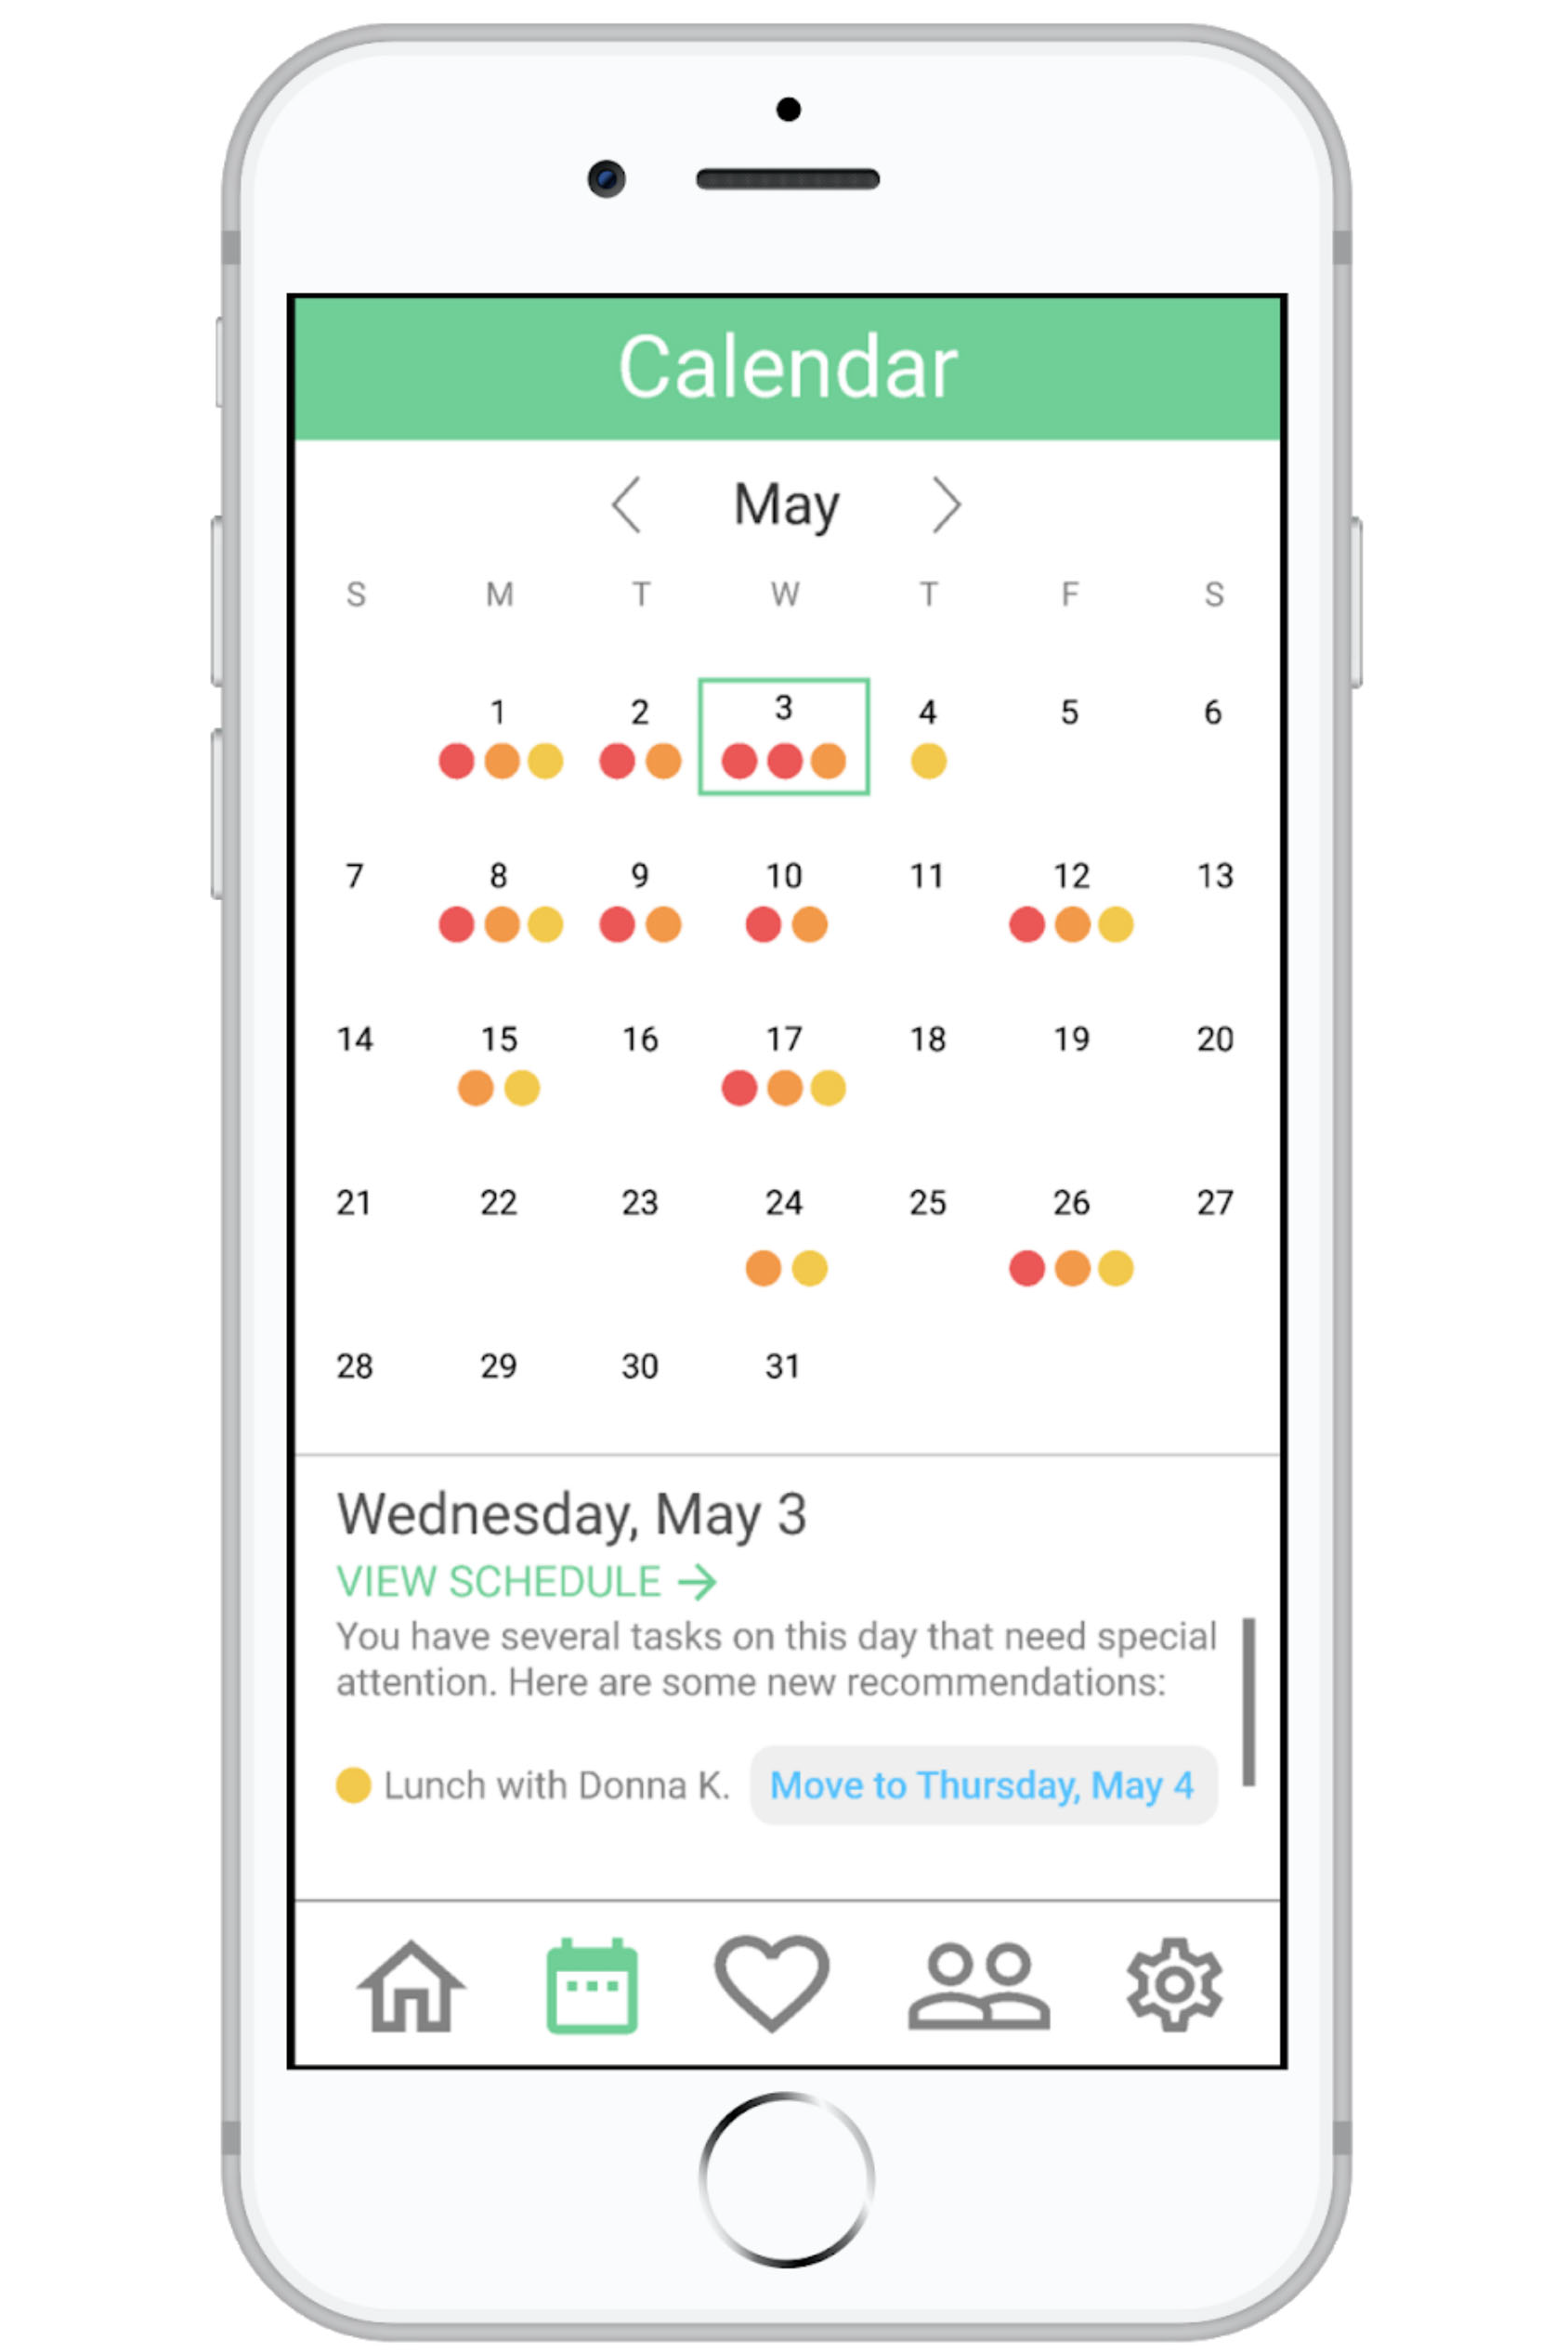 Calendar
May
S M T W T F S
1 2 3 4 5 6
7 8 9 10 11 12 13
14 15 16 17 18 19 20
21 22 23 24 25 26 27
28 29 30 31
Wednesday, May 3
VIEW SCHEDULE →
You have several tasks on this day that need special
attention. Here are some new recommendations:
Lunch with Donna K. Move to Thursday, May 4